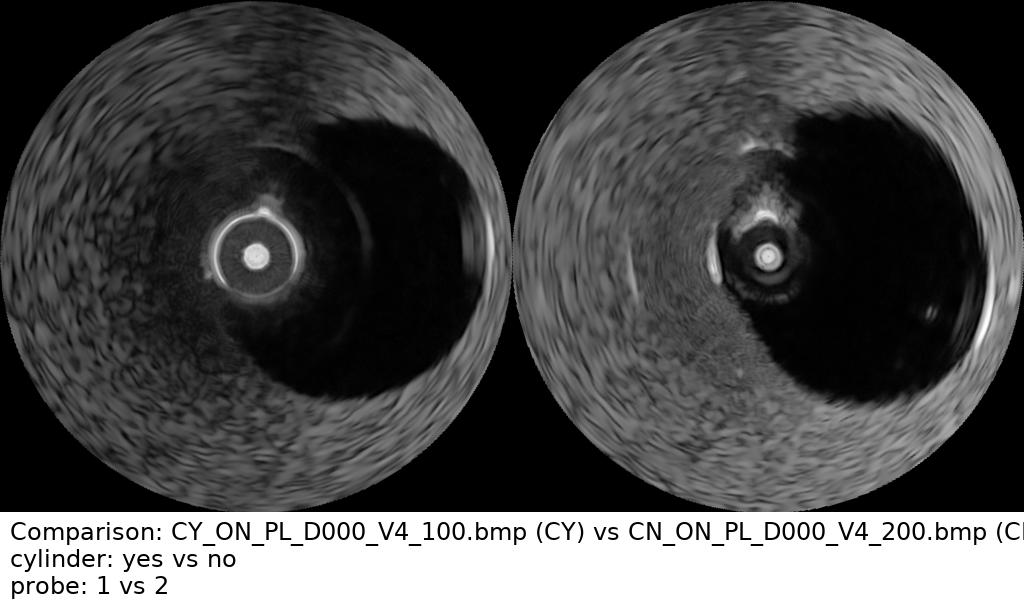 Comparison: CY_ON_PL_D000_V4_100.bmp (CY) vs CN_ON_PL_D000_V4_200.bmp
cylinder: yes vs no
probe: 1 vs 2